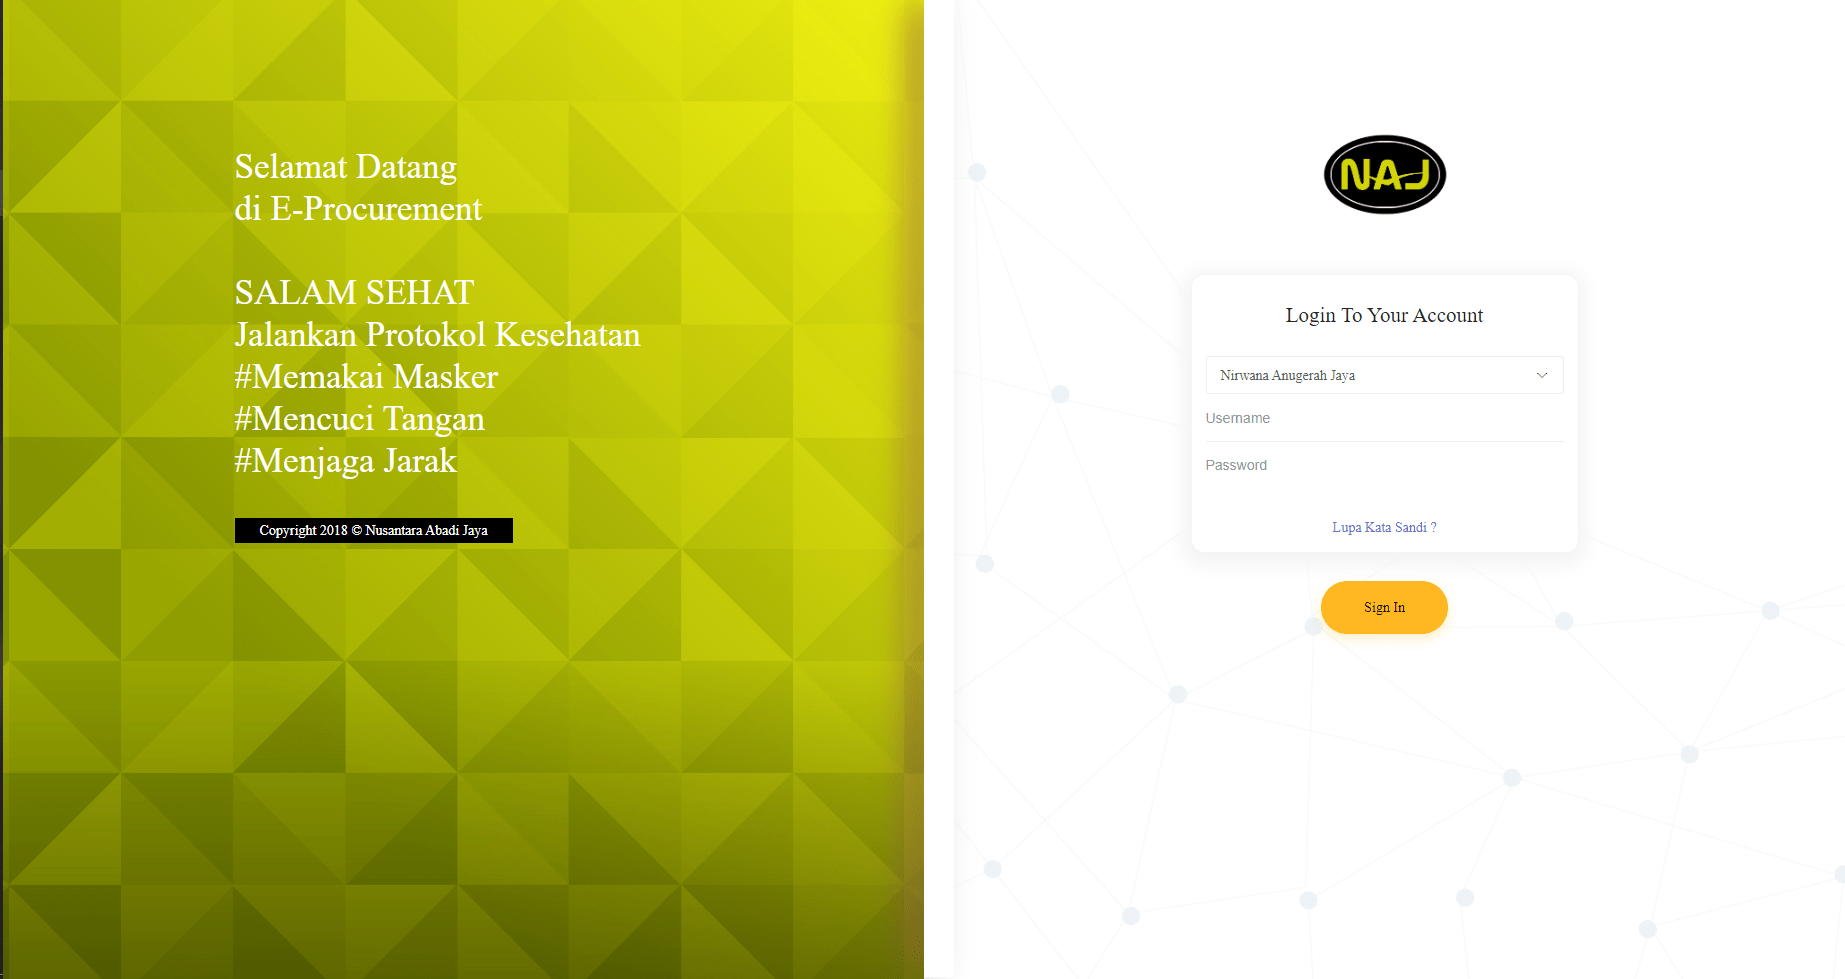 Selamat Datang
di E-Procurement
SALAM SEHAT
Jalankan Protokol Kesehatan
#Memakai Masker
#Mencuci Tangan
#Menjaga Jarak
Copyright 2018 © Nusantara Abadi Jaya
NAJ
Login To Your Account
Nirwana Anugerah Jaya
Username
Password
Lupa Kata Sandi ?
Sign In